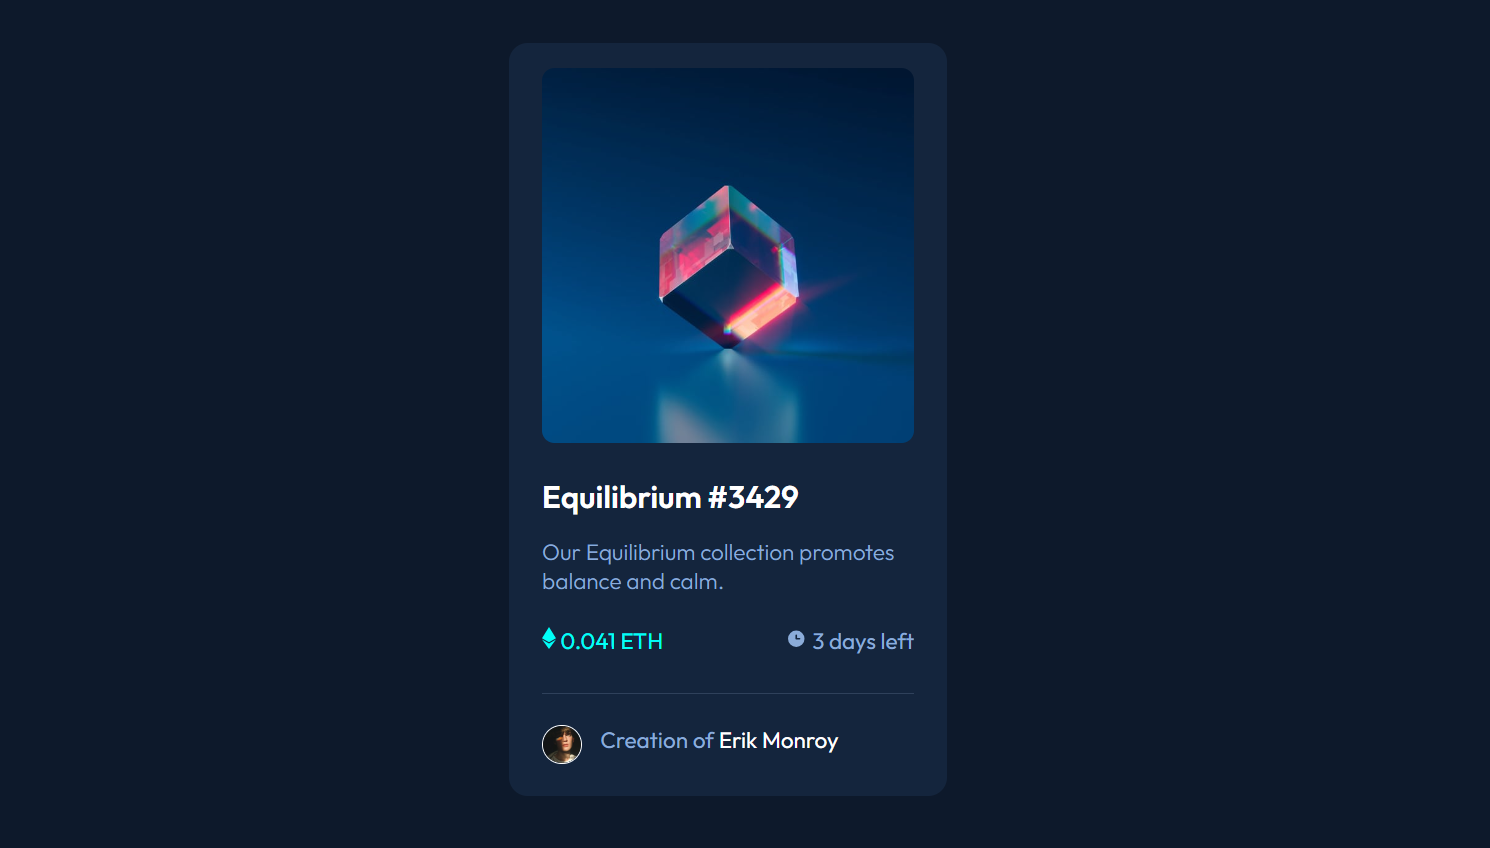 Equilibrium #3429
Our Equilibrium collection promotes
balance and calm.
0.041 ETH
3 days left
Creation of Erik Monroy